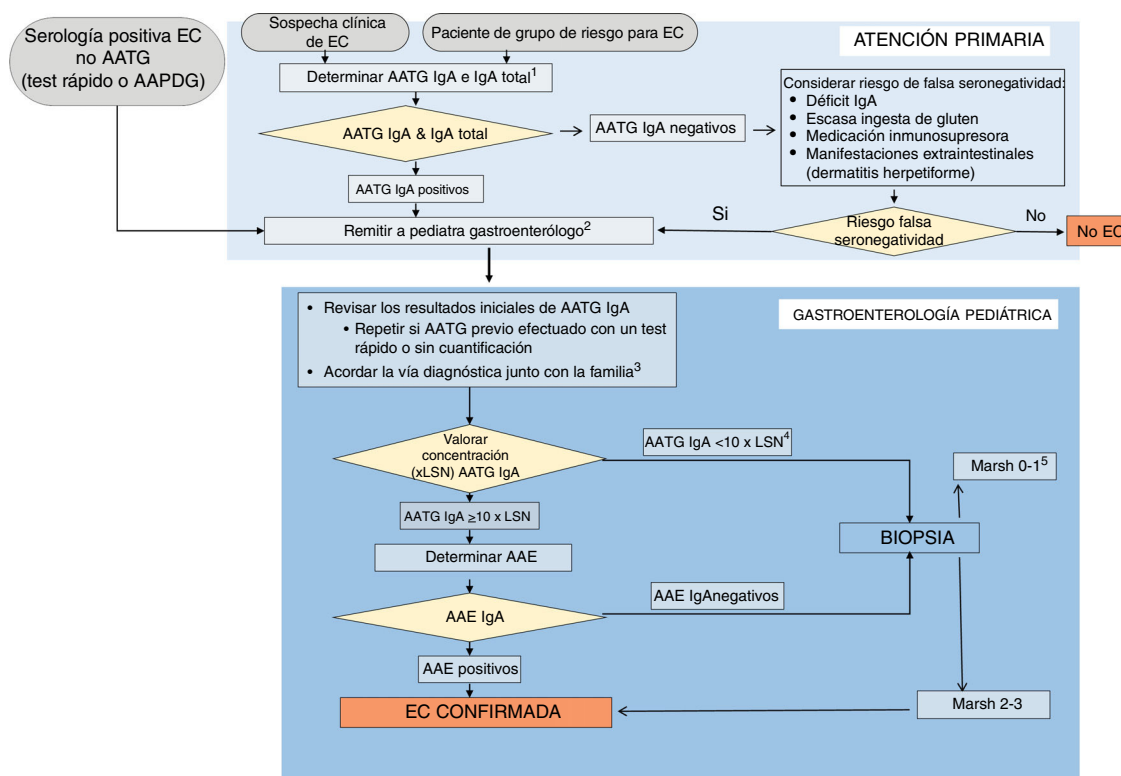 Serología positiva EC
no AATG
(test rápido o AAPDG)
Sospecha clínica
de EC
Paciente de grupo de riesgo para EC
ATENCIÓN PRIMARIA
Determinar AATG IgA e IgA total1
AATG IgA & IgA total
AATG IgA negativos
Considerar riesgo de falsa seronegatividad:
• Déficit IgA
• Escasa ingesta de gluten
• Medicación inmunosupresora
• Manifestaciones extraintestinales
(dermatitis herpetiforme)
AATG IgA positivos
Remitir a pediatra gastroenterólogo2
Si
Riesgo falsa
seronegatividad
No
No EC
GASTROENTEROLOGÍA PEDIÁTRICA
• Revisar los resultados iniciales de AATG IgA
• Repetir si AATG previo efectuado con un test
rápido o sin cuantificación
• Acordar la vía diagnóstica junto con la familia3
Valorar
concentración
(xLSN) AATG IgA
AATG IgA <10 x LSN4
Marsh 0-15
AATG IgA ≥10 x LSN
BIOPSIA
Determinar AAE
AAE IgA
AAE IgAnegativos
AAE positivos
EC CONFIRMADA
Marsh 2-3